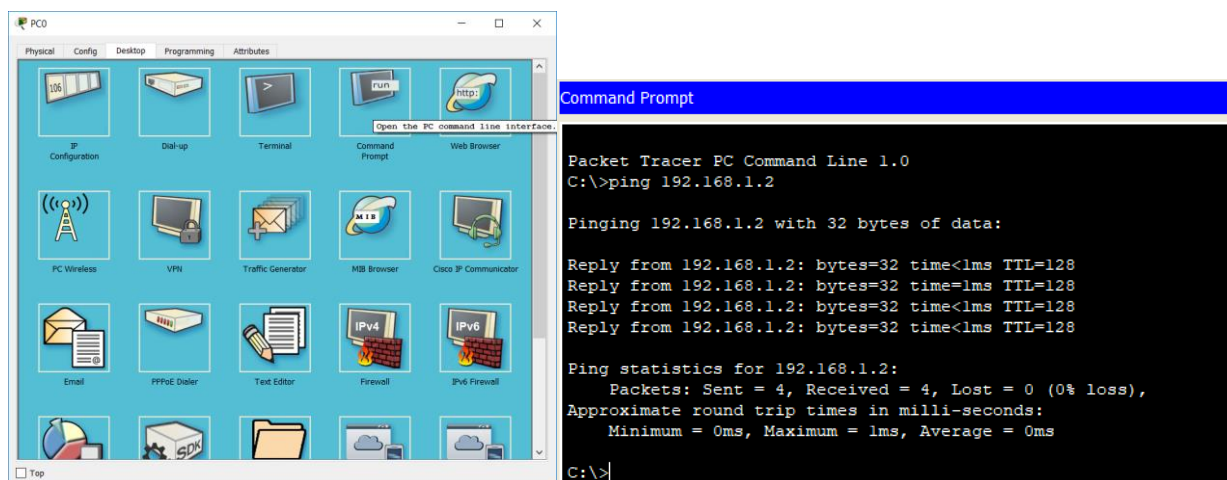 PC0
Physical Config Desktop Programming Attributes
106
>
run
http:
Open the PC command line interface.
IP Configuration
Dial-up
Terminal
Command Prompt
Web Browser
MIB
PC Wireless
VPN
Traffic Generator
MIB Browser
Cisco IP Communicator
IPv4
IPv6
Email
PPPoE Dialer
Text Editor
Firewall
IPv6 Firewall
SDK
Top
Command Prompt
Packet Tracer PC Command Line 1.0
C:\>ping 192.168.1.2
Pinging 192.168.1.2 with 32 bytes of data:
Reply from 192.168.1.2: bytes=32 time<1ms TTL=128
Reply from 192.168.1.2: bytes=32 time=1ms TTL=128
Reply from 192.168.1.2: bytes=32 time<1ms TTL=128
Reply from 192.168.1.2: bytes=32 time<1ms TTL=128
Ping statistics for 192.168.1.2:
Packets: Sent = 4, Received = 4, Lost = 0 (0% loss),
Approximate round trip times in milli-seconds:
Minimum = 0ms, Maximum = 1ms, Average = 0ms
C:\>